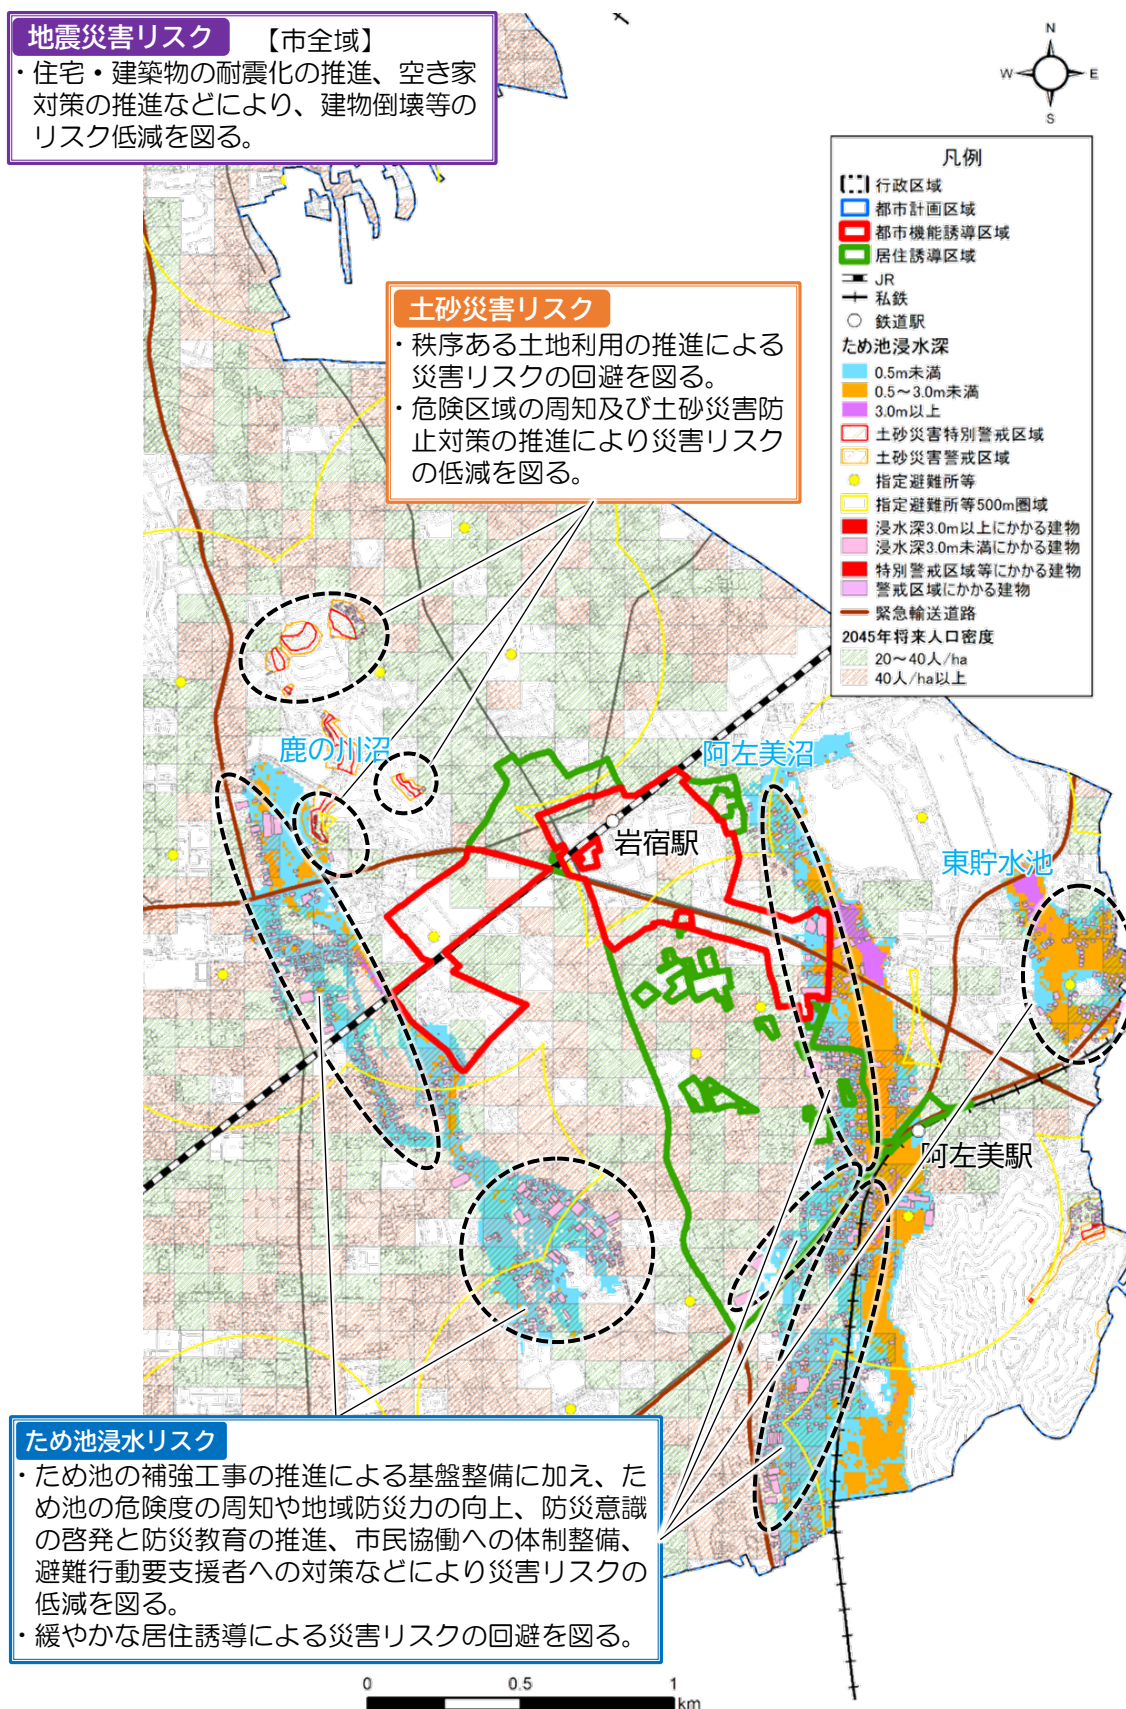 地震災害リスク 【市全域】
・住宅・建築物の耐震化の推進、空き家
対策の推進などにより、建物倒壊等の
リスク低減を図る。
N
W E
S
凡例
行政区域
都市計画区域
都市機能誘導区域
居住誘導区域
JR
私鉄
鉄道駅
ため池浸水深
0.5m未満
0.5～3.0m未満
3.0m以上
土砂災害特別警戒区域
土砂災害警戒区域
指定避難所等
指定避難所等500m圏域
浸水深3.0m以上にかかる建物
浸水深3.0m未満にかかる建物
特別警戒区域等にかかる建物
警戒区域にかかる建物
緊急輸送道路
2045年将来人口密度
20～40人/ha
40人/ha以上
土砂災害リスク
・秩序ある土地利用の推進による
災害リスクの回避を図る。
・危険区域の周知及び土砂災害防
止対策の推進により災害リスク
の低減を図る。
鹿の川沼
阿左美沼
岩宿駅
東貯水池
阿左美駅
ため池浸水リスク
・ため池の補強工事の推進による基盤整備に加え、た
め池の危険度の周知や地域防災力の向上、防災意識
の啓発と防災教育の推進、市民協働への体制整備、
避難行動要支援者への対策などにより災害リスクの
低減を図る。
・緩やかな居住誘導による災害リスクの回避を図る。
0 0.5 1
km